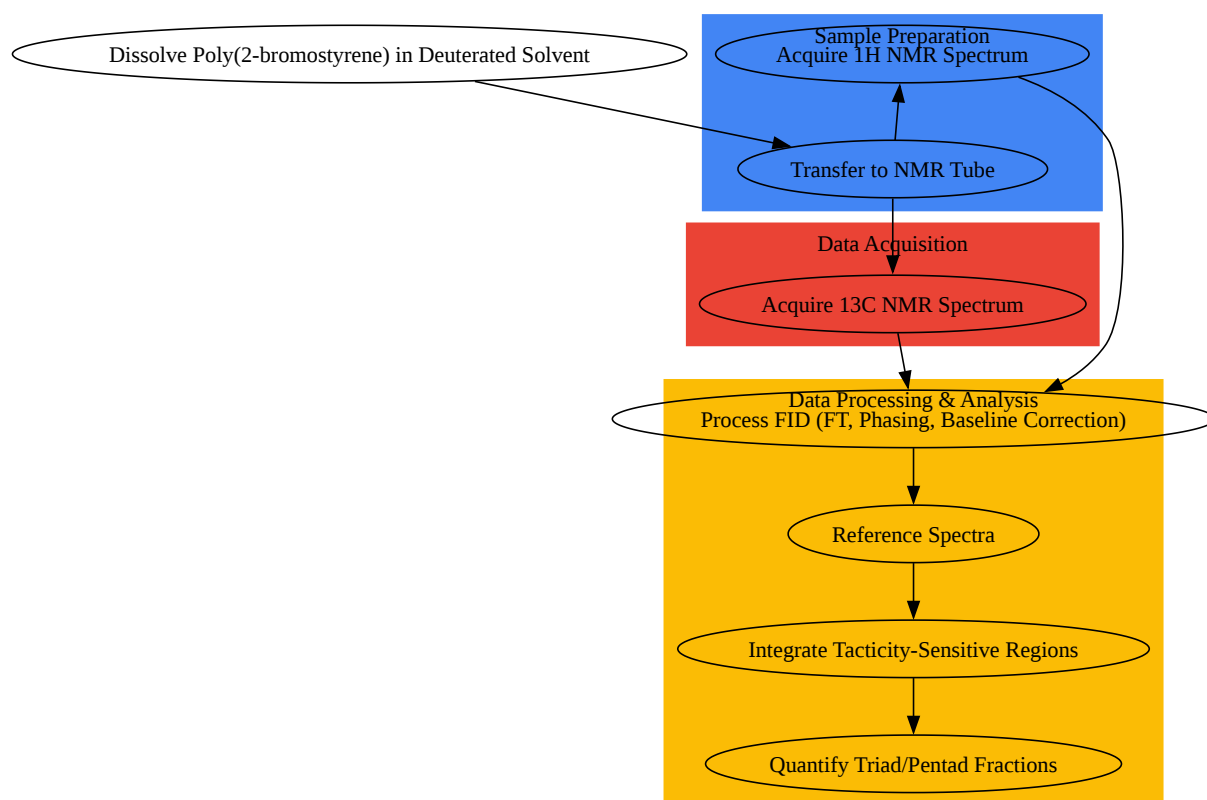 Dissolve Poly(2-bromostyrene) in Deuterated Solvent
Sample Preparation
Acquire 1H NMR Spectrum
Transfer to NMR Tube
Data Acquisition
Acquire 13C NMR Spectrum
Data Processing & Analysis
Process FID (FT, Phasing, Baseline Correction)
Reference Spectra
Integrate Tacticity-Sensitive Regions
Quantify Triad/Pentad Fractions